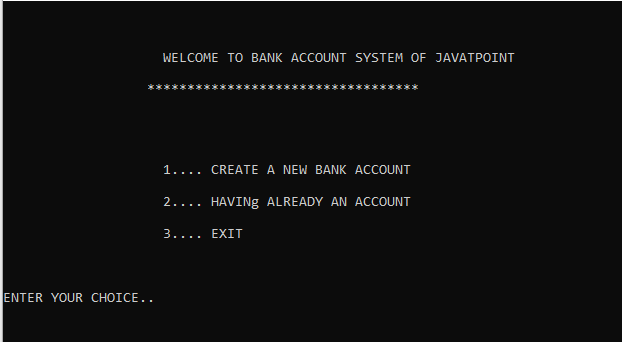 WELCOME TO BANK ACCOUNT SYSTEM OF JAVATPOINT
**********************************
1.... CREATE A NEW BANK ACCOUNT
2.... HAVINg ALREADY AN ACCOUNT
3.... EXIT
ENTER YOUR CHOICE..